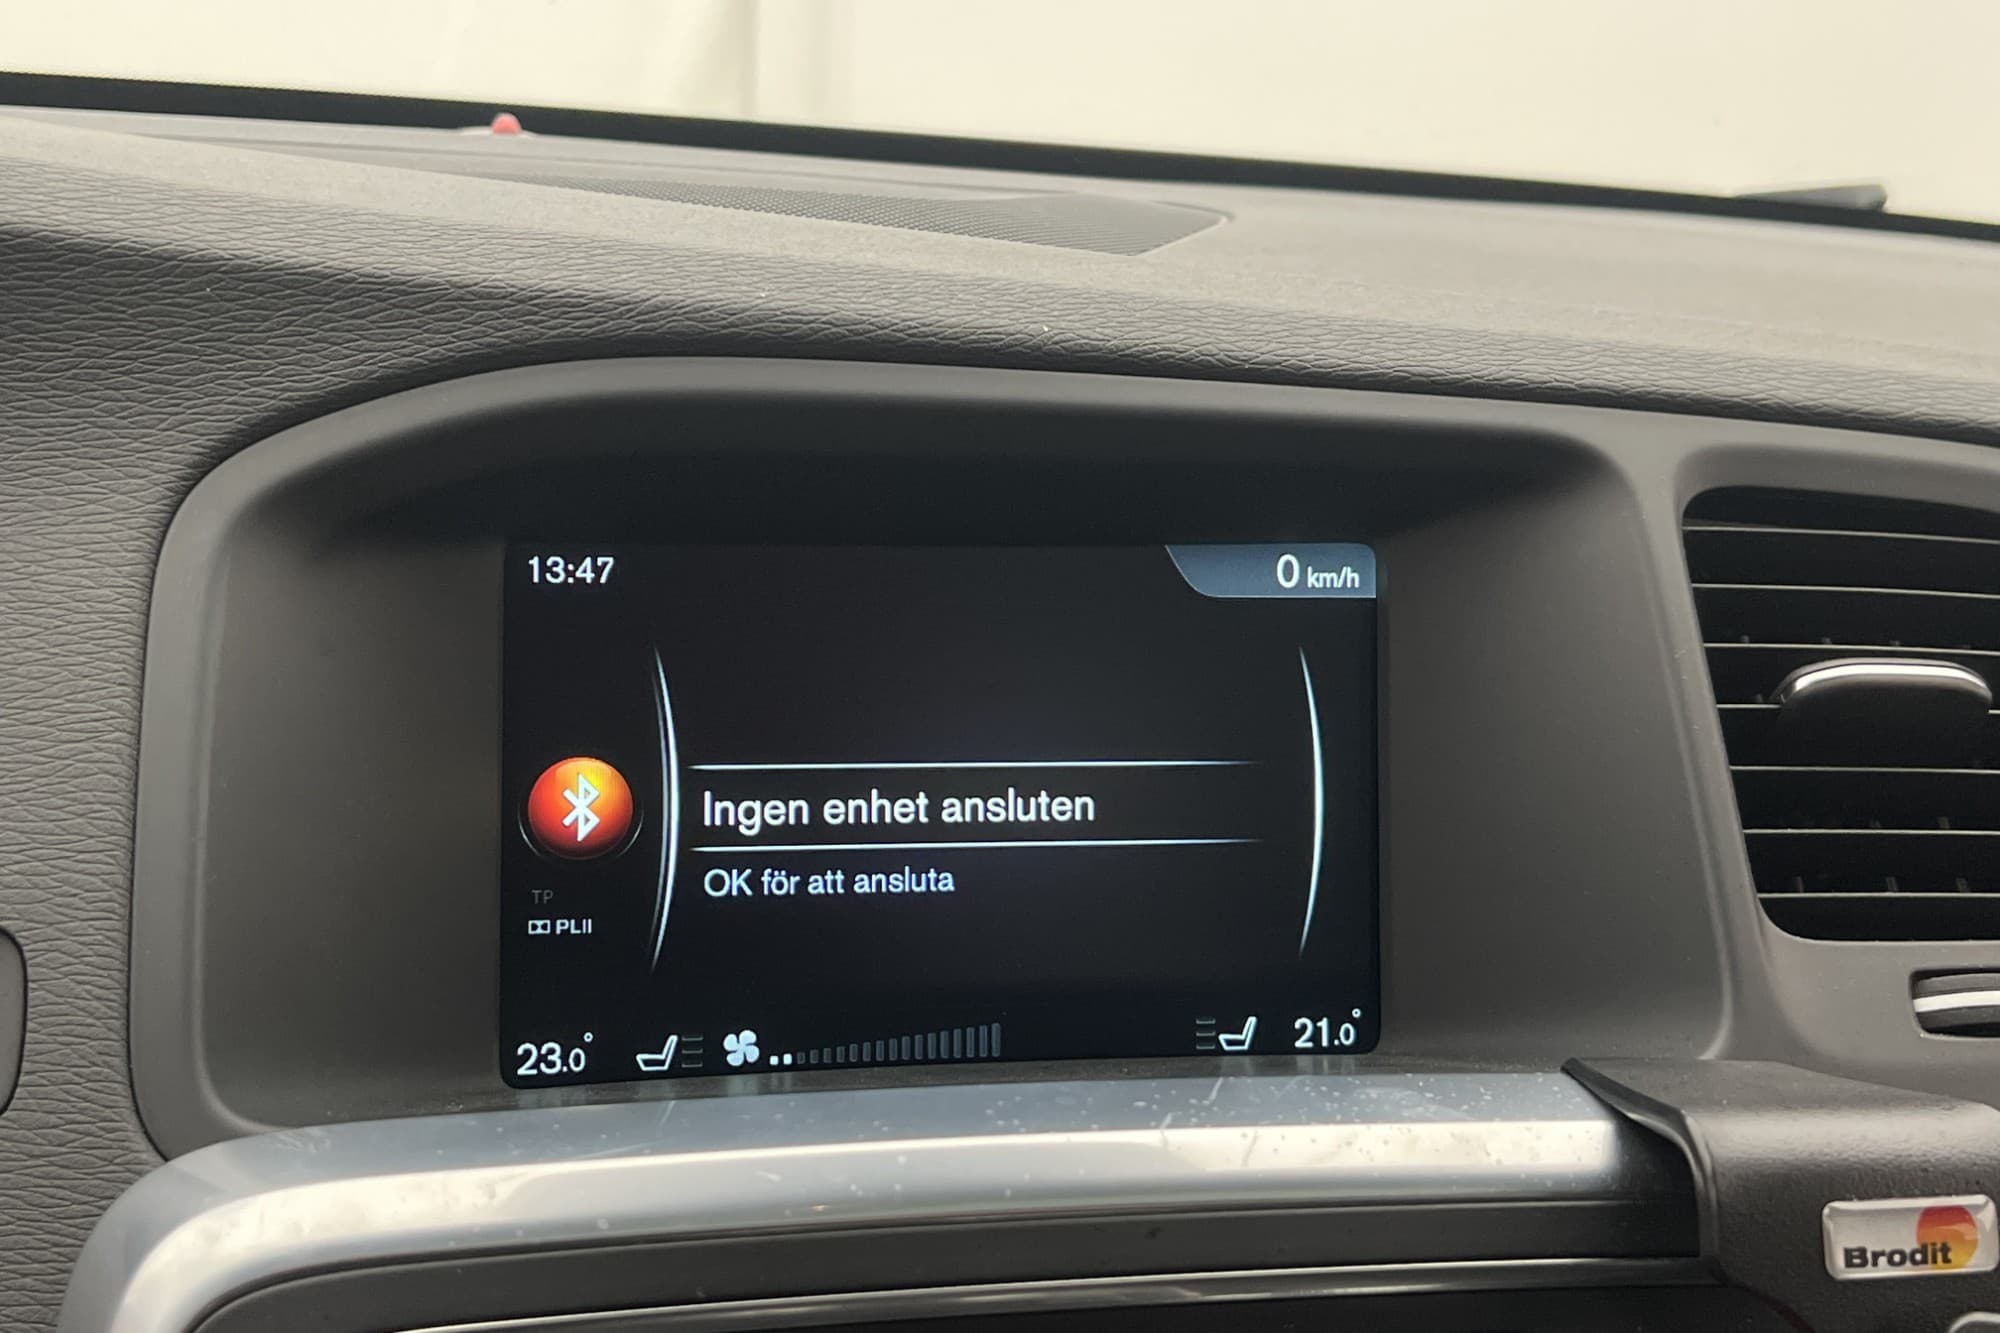 13:47
0 km/h
Ingen enhet ansluten
OK för att ansluta
TP
PLII
23.0°
21.0°
Brodit